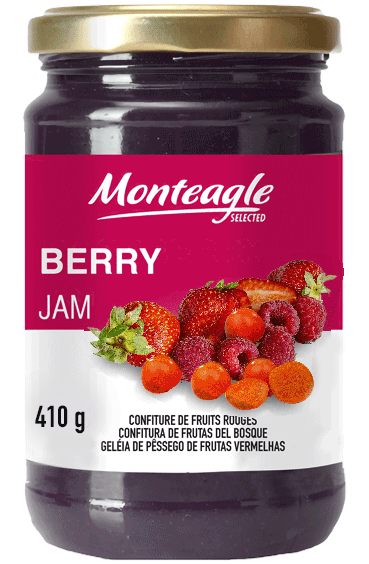 Monteagle
SELECTED
BERRY
JAM
410 g
CONFITURE DE FRUITS ROUGES
CONFITURA DE FRUTAS DEL BOSQUE
GELÉIA DE PÊSSEGO DE FRUTAS VERMELHAS